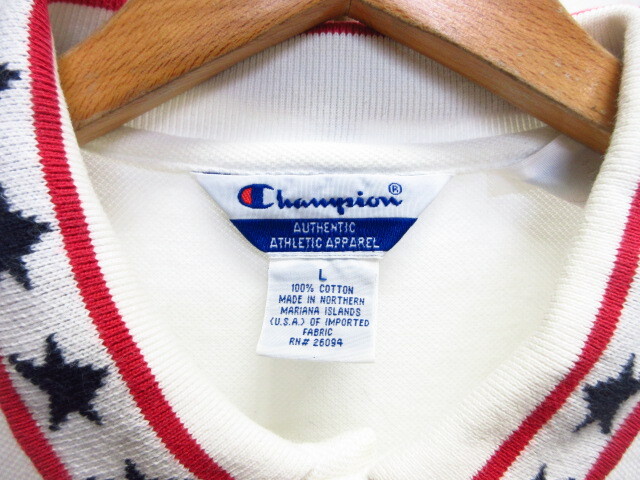 Champion®
AUTHENTIC
ATHLETIC APPAREL
L
100% COTTON
MADE IN NORTHERN
MARIANA ISLANDS
(U.S.A.) OF IMPORTED
FABRIC
RN# 26094